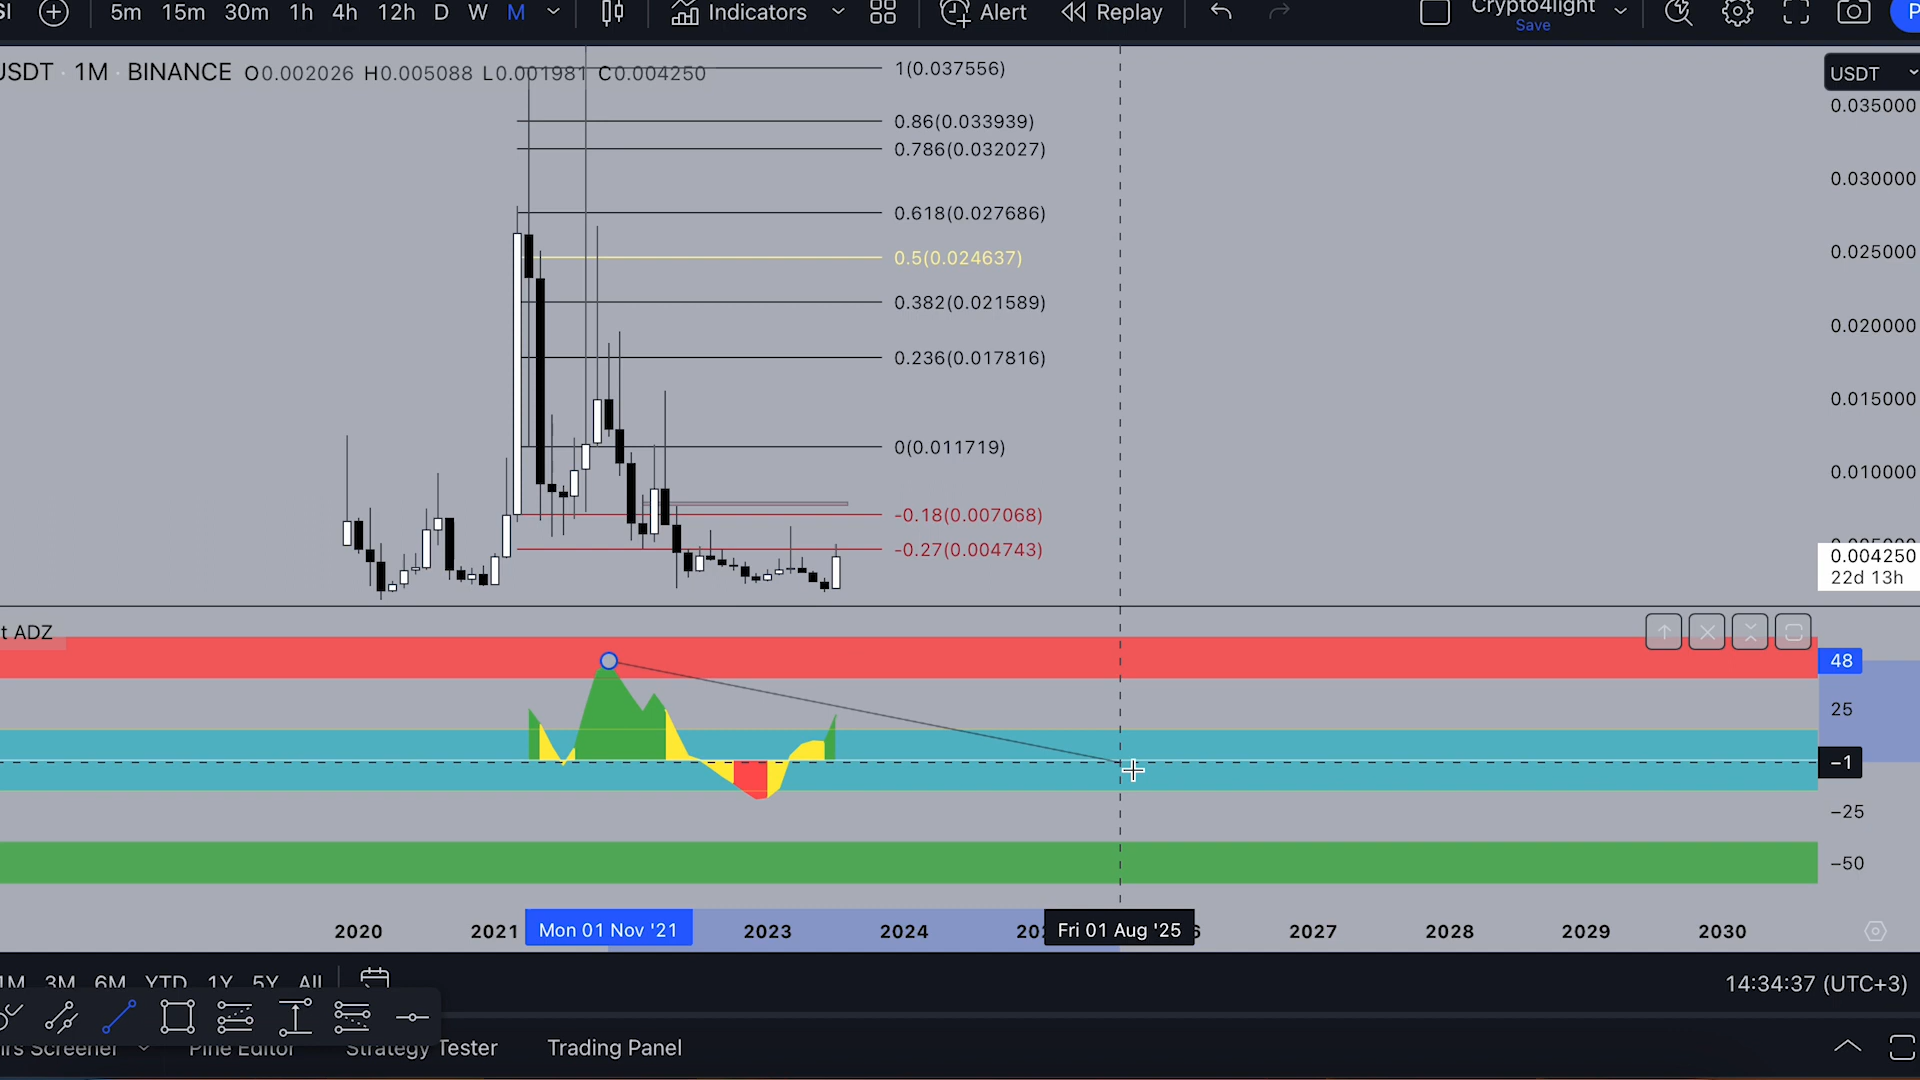 5m 15m 30m 1h 4h 12h D W M Indicators Alert Replay Crypto4light
Save
USDT 1M BINANCE O0.002026 H0.005088 L0.001981 C0.004250
USDT
1(0.037556)
0.035000
0.86(0.033939)
0.786(0.032027)
0.030000
0.618(0.027686)
0.025000
0.5(0.024637)
0.382(0.021589)
0.020000
0.236(0.017816)
0.015000
0(0.011719)
0.010000
-0.18(0.007068)
-0.27(0.004743)
0.004250
22d 13h
t ADZ
48
25
−1
−25
−50
2020 2021 Mon 01 Nov '21 2023 2024 Fri 01 Aug '25 2027 2028 2029 2030
1M 3M 6M YTD 1Y 5Y All
14:34:37 (UTC+3)
Screener Pine Editor Strategy Tester Trading Panel